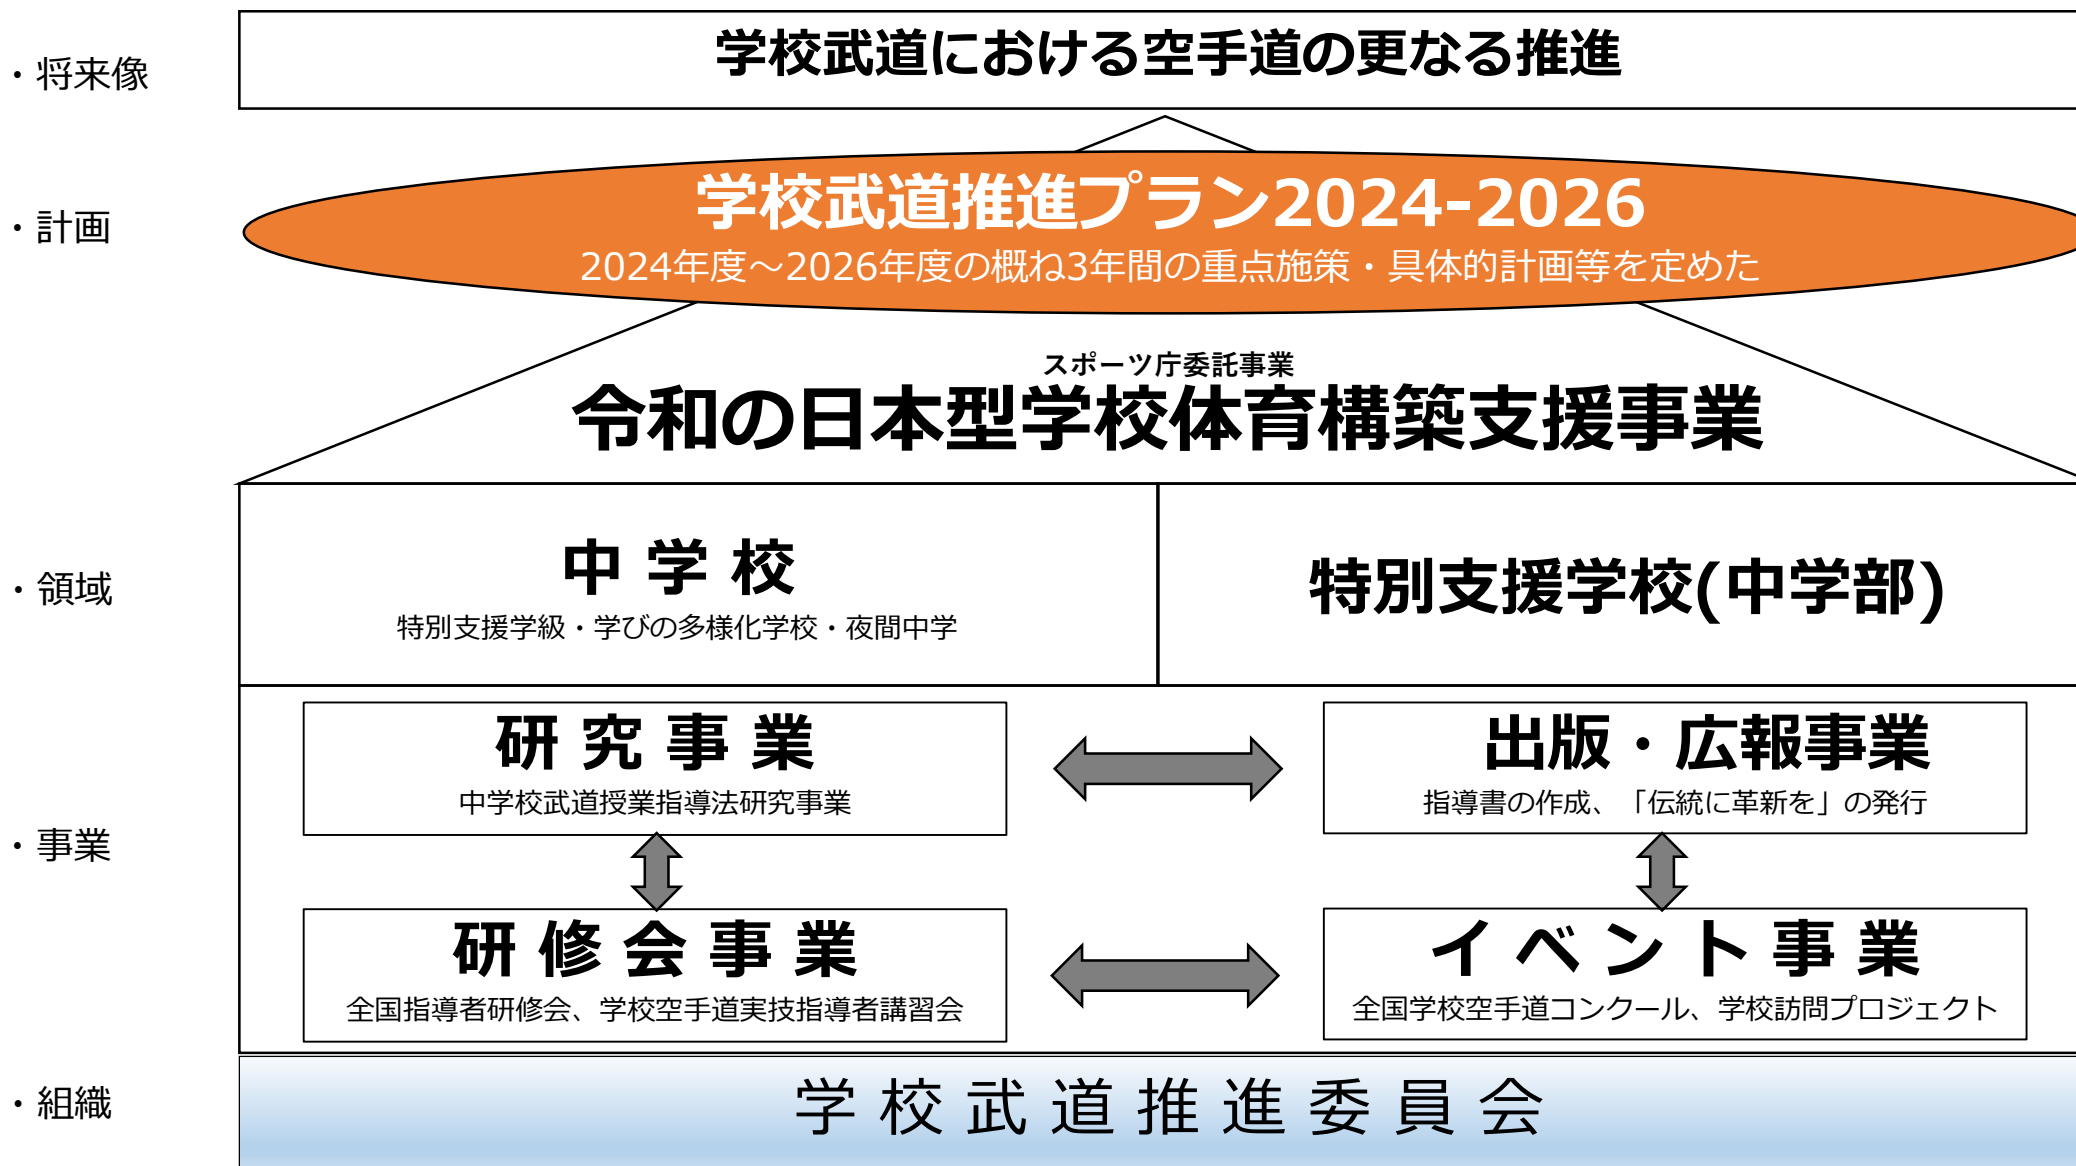 ・将来像
学校武道における空手道の更なる推進
・計画
学校武道推進プラン2024-2026
2024年度～2026年度の概ね3年間の重点施策・具体的計画等を定めた
スポーツ庁委託事業
令和の日本型学校体育構築支援事業
・領域
中学校
特別支援学級・学びの多様化学校・夜間中学
特別支援学校(中学部)
・事業
研究事業
中学校武道授業指導法研究事業
出版・広報事業
指導書の作成、「伝統に革新を」の発行
研修会事業
全国指導者研修会、学校空手道実技指導者講習会
イベント事業
全国学校空手道コンクール、学校訪問プロジェクト
・組織
学校武道推進委員会